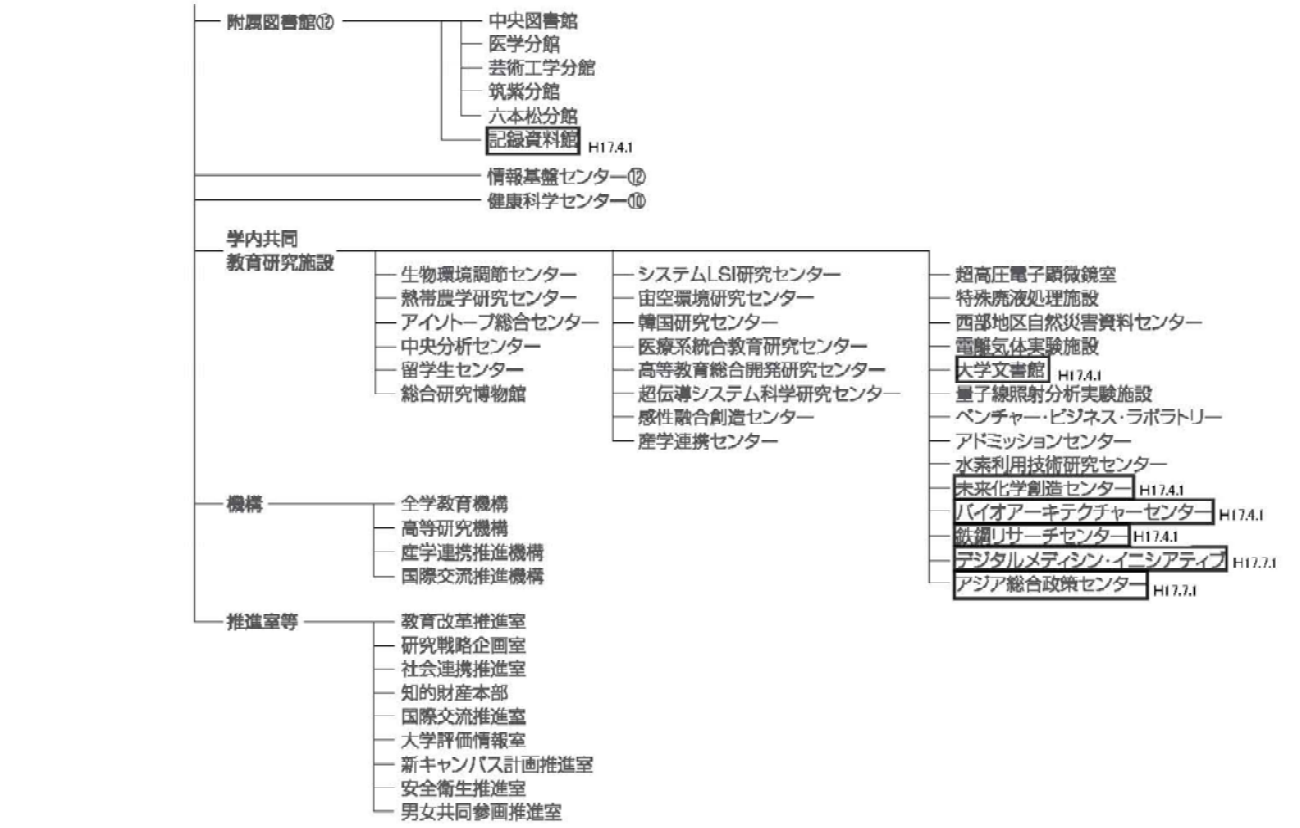 附属図書館⑫
中央図書館
医学分館
芸術工学分館
筑紫分館
六本松分館
記録資料館 H17.4.1
情報基盤センター⑫
健康科学センター⑩
学内共同
教育研究施設
生物環境調節センター
熱帯農学研究センター
アイソトープ総合センター
中央分析センター
留学生センター
総合研究博物館
システムLSI研究センター
宙空環境研究センター
韓国研究センター
医療系統合教育研究センター
高等教育総合開発研究センター
超伝導システム科学研究センター
感性融合創造センター
産学連携センター
超高圧電子顕微鏡室
特殊廃液処理施設
西部地区自然災害資料センター
電離気体実験施設
大学文書館 H17.4.1
量子線照射分析実験施設
ベンチャー・ビジネス・ラボラトリー
アドミッションセンター
水素利用技術研究センター
未来化学創造センター H17.4.1
バイオアーキテクチャーセンター H17.4.1
鉄鋼リサーチセンター H17.4.1
デジタルメディシン・イニシアティブ H17.7.1
アジア総合政策センター H17.7.1
機構
全学教育機構
高等研究機構
産学連携推進機構
国際交流推進機構
推進室等
教育改革推進室
研究戦略企画室
社会連携推進室
知的財産本部
国際交流推進室
大学評価情報室
新キャンパス計画推進室
安全衛生推進室
男女共同参画推進室